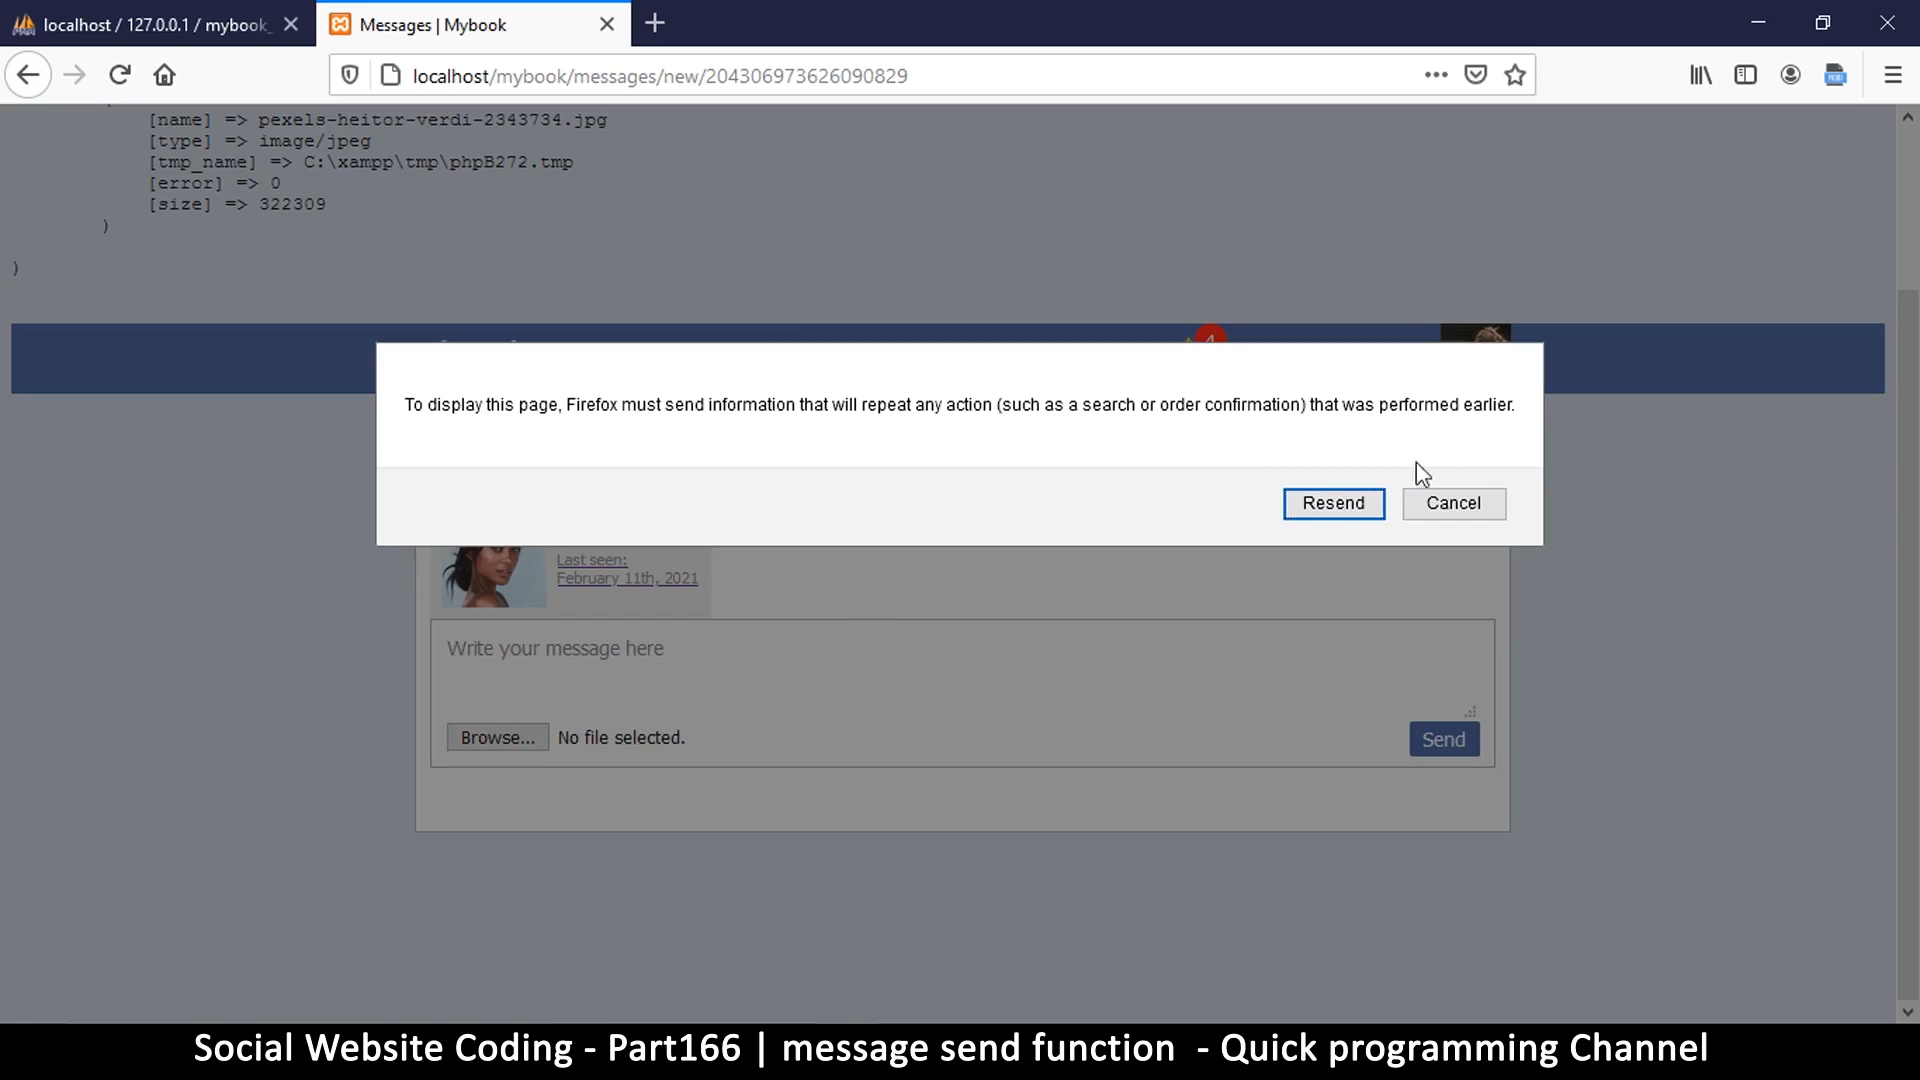 localhost / 127.0.0.1 / mybook_
Messages | Mybook
localhost/mybook/messages/new/204306973626090829
[name] => pexels-heitor-verdi-2343734.jpg
[type] => image/jpeg
[tmp_name] => C:\xampp\tmp\phpB272.tmp
[error] => 0
[size] => 322309
)
)
4
To display this page, Firefox must send information that will repeat any action (such as a search or order confirmation) that was performed earlier.
Resend
Cancel
Last seen:
February 11th, 2021
Write your message here
Browse... No file selected.
Send
Social Website Coding - Part166 | message send function - Quick programming Channel